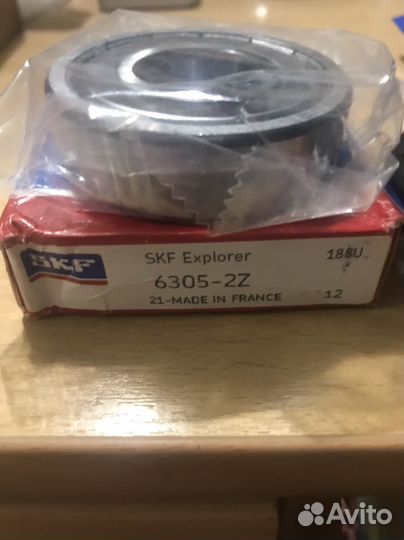 SKF
SKF Explorer
6305-2Z
21-MADE IN FRANCE
188U
12
Avito